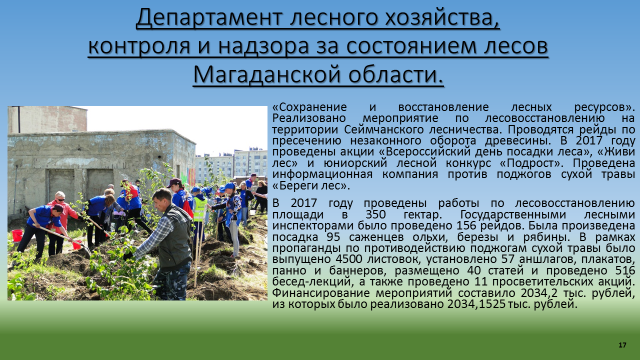 Департамент лесного хозяйства,
контроля и надзора за состоянием лесов
Магаданской области.
«Сохранение и восстановление лесных ресурсов».
Реализовано мероприятие по лесовосстановлению на
территории Сеймчанского лесничества. Проводятся рейды по
пресечению незаконного оборота древесины. В 2017 году
проведены акции «Всероссийский день посадки леса», «Живи
лес» и юниорский лесной конкурс «Подрост». Проведена
информационная компания против поджогов сухой травы
«Береги лес».
В 2017 году проведены работы по лесовосстановлению
площади в 350 гектар. Государственными лесными
инспекторами было проведено 156 рейдов. Была произведена
посадка 95 саженцев ольхи, березы и рябины. В рамках
пропаганды по противодействию поджогам сухой травы было
выпущено 4500 листовок, установлено 57 аншлагов, плакатов,
панно и баннеров, размещено 40 статей и проведено 516
бесед-лекций, а также проведено 11 просветительских акций.
Финансирование мероприятий составило 2034,2 тыс. рублей,
из которых было реализовано 2034,1525 тыс. рублей.
17